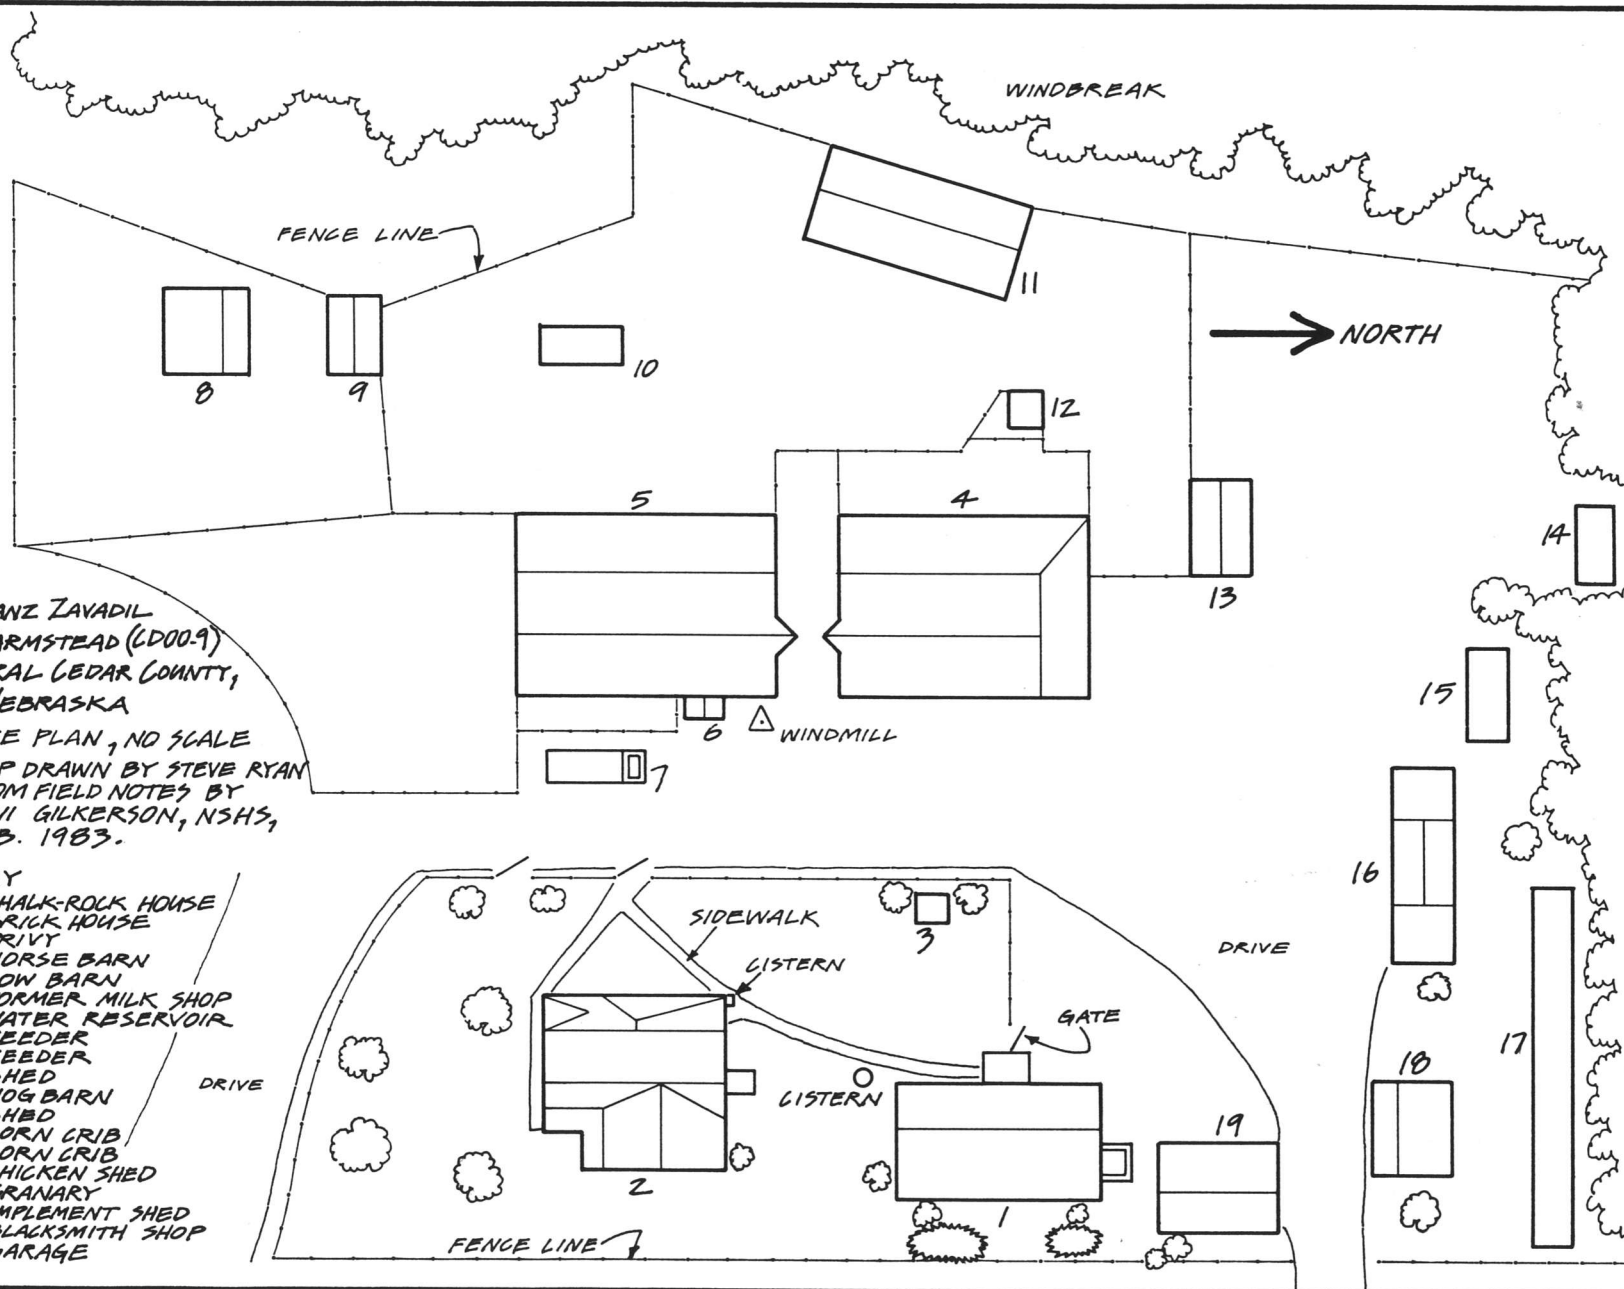 WINDBREAK
FENCE LINE
11
NORTH
8
9
10
12
5
4
14
13
ANZ ZAVADIL
ARMSTEAD (CD00-9)
RAL CEDAR COUNTY,
EBRASKA
E PLAN, NO SCALE
P DRAWN BY STEVE RYAN
OM FIELD NOTES BY
NI GILKERSON, NSHS,
B. 1983.
15
6
WINDMILL
7
16
Y
HALK-ROCK HOUSE
RICK HOUSE
RIVY
ORSE BARN
OW BARN
ORMER MILK SHOP
ATER RESERVOIR
EEDER
EEDER
HED
OG BARN
HED
ORN CRIB
ORN CRIB
HICKEN SHED
RANARY
MPLEMENT SHED
LACKSMITH SHOP
ARAGE
SIDEWALK
3
DRIVE
CISTERN
GATE
17
18
DRIVE
CISTERN
19
2
1
FENCE LINE